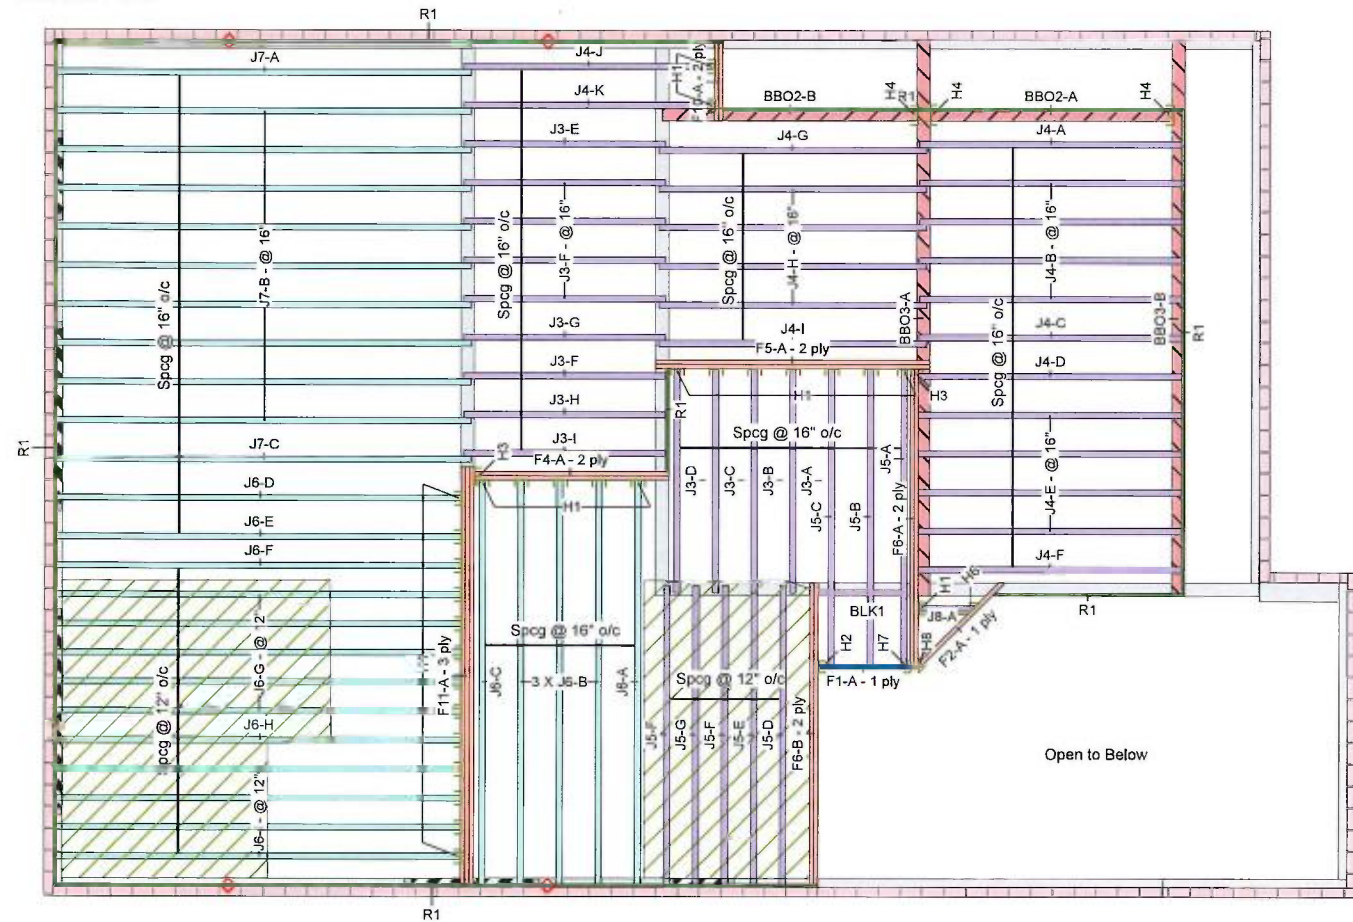 R1
J7-A
J4-J
H1
F10-A - 2 ply
J4-K
BBO2-B
H4
R1
H4
BBO2-A
H4
J3-E
J4-G
J4-A
Spcg @ 16" o/c
J7-B - @ 16"
Spcg @ 16" o/c
J3-F - @ 16"
Spcg @ 16" o/c
J4-H - @ 16"
J4-B - @ 16"
Spcg @ 16" o/c
BBO3-A
BBO3-B
R1
J3-G
J4-I
J4-C
F5-A - 2 ply
J3-F
J4-D
J3-H
R1
H1
H3
J3-I
Spcg @ 16" o/c
R1
J7-C
H3
F4-A - 2 ply
J6-D
J3-D
J3-C
J3-B
J3-A
J5-C
J5-B
J5-A
F6-A - 2 ply
J4-E - @ 16"
H1
J6-E
J6-F
J4-F
H1
H6
BLK1
J8-A
R1
F2-A - 1 ply
Spcg @ 16" o/c
H2
H7
H8
J6-G - @ 12"
Spcg @ 12" o/c
F11-A - 3 ply
J6-C
3 X J6-B
J6-A
Spcg @ 12" o/c
F1-A - 1 ply
J6-H
J5-F
J5-G
J5-F
J5-E
J5-D
F6-B - 2 ply
Open to Below
R1